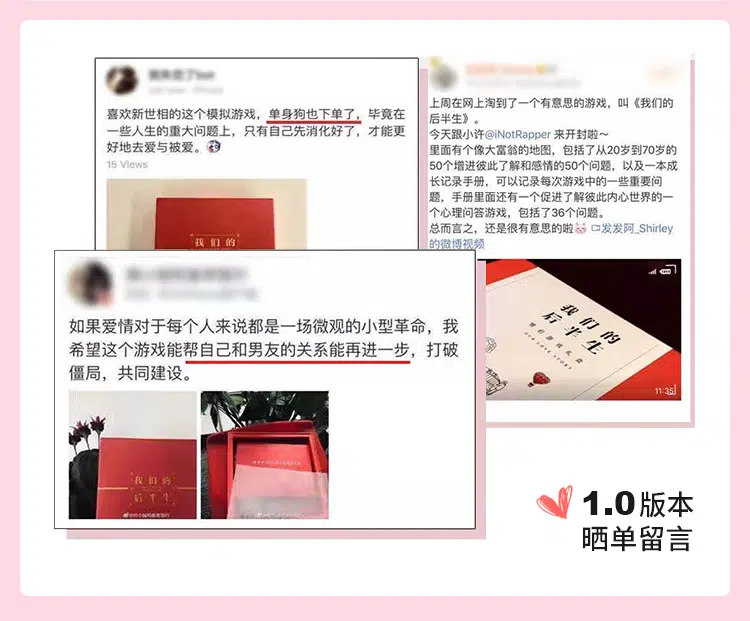 喜欢新世相的这个模拟游戏，单身狗也下单了，毕竟在
一些人生的重大问题上，只有自己先消化好了，才能更
好地去爱与被爱。
15 Views
我们的
上周在网上淘到了一个有意思的游戏，叫《我们的
后半生》。
今天跟小许@iNotRapper 来开封啦～
里面有个像大富翁的地图，包括了从20岁到70岁的
50个增进彼此了解和感情的50个问题，以及一本成
长记录手册，可以记录每次游戏中的一些重要问
题，手册里面还有一个促进了解彼此内心世界的一
个心理问答游戏，包括了36个问题。
总而言之，还是很有意思的啦 发发阿_Shirley
的微博视频
我们的
后半生
情侣游戏礼盒
OUR LOVE STORY
11:35
如果爱情对于每个人来说都是一场微观的小型革命，我
希望这个游戏能帮自己和男友的关系能再进一步，打破
僵局，共同建设。
我们的
后半生
1.0版本
晒单留言